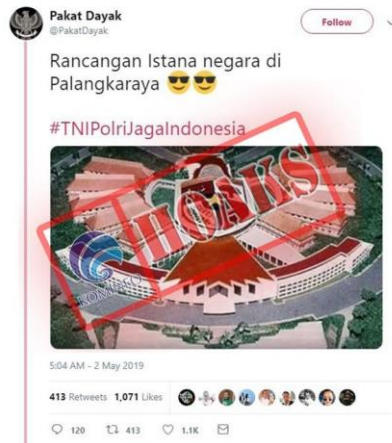 Pakat Dayak
@PakatDayak
Follow
Rancangan Istana negara di
Palangkaraya 😎😎
#TNIPolriJagaIndonesia
HOAKS
KOMINFO
5:04 AM - 2 May 2019
413 Retweets 1,071 Likes
120 413 1.1K